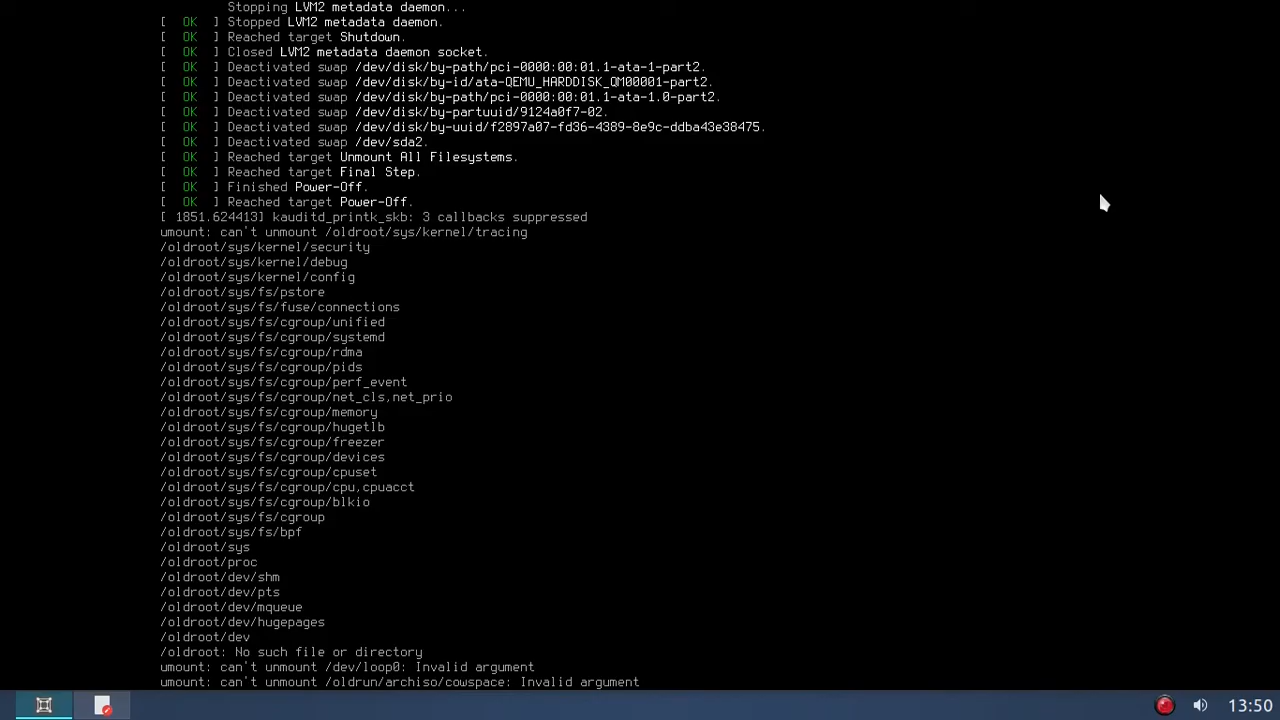 Stopping LVM2 metadata daemon...
[  OK  ] Stopped LVM2 metadata daemon.
[  OK  ] Reached target Shutdown.
[  OK  ] Closed LVM2 metadata daemon socket.
[  OK  ] Deactivated swap /dev/disk/by-path/pci-0000:00:01.1-ata-1-part2.
[  OK  ] Deactivated swap /dev/disk/by-id/ata-QEMU_HARDDISK_QM00001-part2.
[  OK  ] Deactivated swap /dev/disk/by-path/pci-0000:00:01.1-ata-1.0-part2.
[  OK  ] Deactivated swap /dev/disk/by-partuuid/9124a0f7-02.
[  OK  ] Deactivated swap /dev/disk/by-uuid/f2897a07-fd36-4389-8e9c-ddba43e38475.
[  OK  ] Deactivated swap /dev/sda2.
[  OK  ] Reached target Unmount All Filesystems.
[  OK  ] Reached target Final Step.
[  OK  ] Finished Power-Off.
[  OK  ] Reached target Power-Off.
[ 1851.624413] kauditd_printk_skb: 3 callbacks suppressed
umount: can't unmount /oldroot/sys/kernel/tracing
/oldroot/sys/kernel/security
/oldroot/sys/kernel/debug
/oldroot/sys/kernel/config
/oldroot/sys/fs/pstore
/oldroot/sys/fs/fuse/connections
/oldroot/sys/fs/cgroup/unified
/oldroot/sys/fs/cgroup/systemd
/oldroot/sys/fs/cgroup/rdma
/oldroot/sys/fs/cgroup/pids
/oldroot/sys/fs/cgroup/perf_event
/oldroot/sys/fs/cgroup/net_cls,net_prio
/oldroot/sys/fs/cgroup/memory
/oldroot/sys/fs/cgroup/hugetlb
/oldroot/sys/fs/cgroup/freezer
/oldroot/sys/fs/cgroup/devices
/oldroot/sys/fs/cgroup/cpuset
/oldroot/sys/fs/cgroup/cpu,cpuacct
/oldroot/sys/fs/cgroup/blkio
/oldroot/sys/fs/cgroup
/oldroot/sys/fs/bpf
/oldroot/sys
/oldroot/proc
/oldroot/dev/shm
/oldroot/dev/pts
/oldroot/dev/mqueue
/oldroot/dev/hugepages
/oldroot/dev
/oldroot: No such file or directory
umount: can't unmount /dev/loop0: Invalid argument
umount: can't unmount /oldrun/archiso/cowspace: Invalid argument
13:50